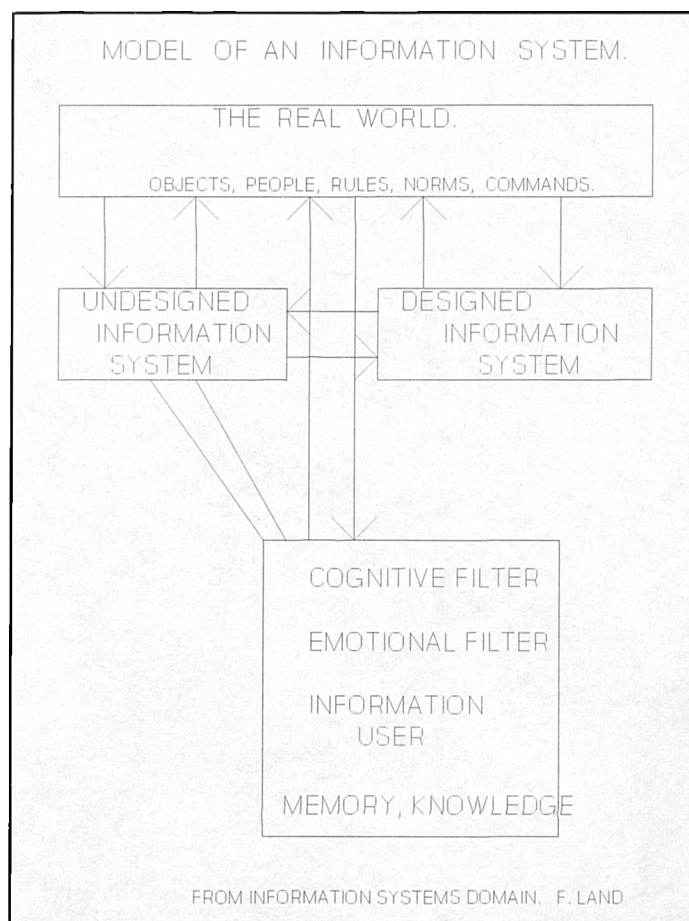 MODEL OF AN INFORMATION SYSTEM.
THE REAL WORLD.
OBJECTS, PEOPLE, RULES, NORMS, COMMANDS.
UNDESIGNED
INFORMATION
SYSTEM
DESIGNED
INFORMATION
SYSTEM
COGNITIVE FILTER
EMOTIONAL FILTER
INFORMATION
USER
MEMORY, KNOWLEDGE
FROM INFORMATION SYSTEMS DOMAIN. F. LAND